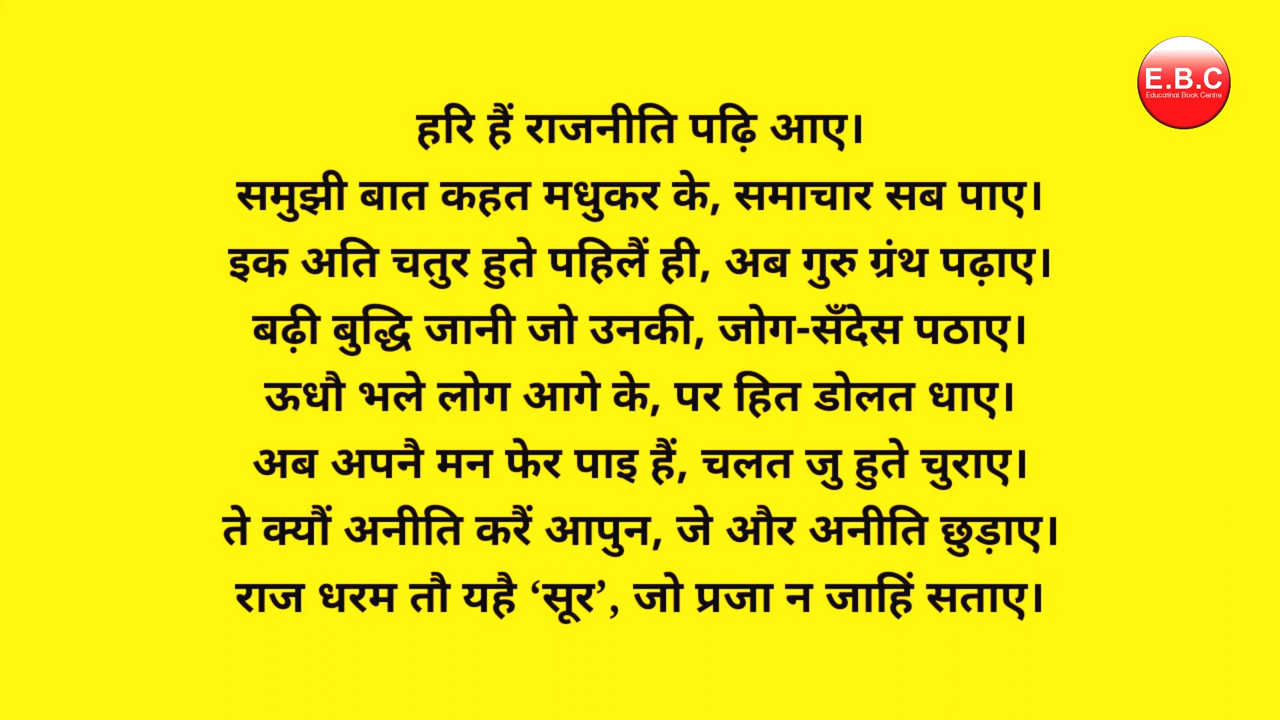 E.B.C
Educatinal Book Centre
हरि हैं राजनीति पढ़ि आए।
समुझी बात कहत मधुकर के, समाचार सब पाए।
इक अति चतुर हुते पहिलैं ही, अब गुरु ग्रंथ पढ़ाए।
बढ़ी बुद्धि जानी जो उनकी, जोग-सँदेस पठाए।
ऊधौ भले लोग आगे के, पर हित डोलत धाए।
अब अपनै मन फेर पाइ हैं, चलत जु हुते चुराए।
ते क्यौं अनीति करैं आपुन, जे और अनीति छुड़ाए।
राज धरम तौ यहै ‘सूर’, जो प्रजा न जाहिं सताए।